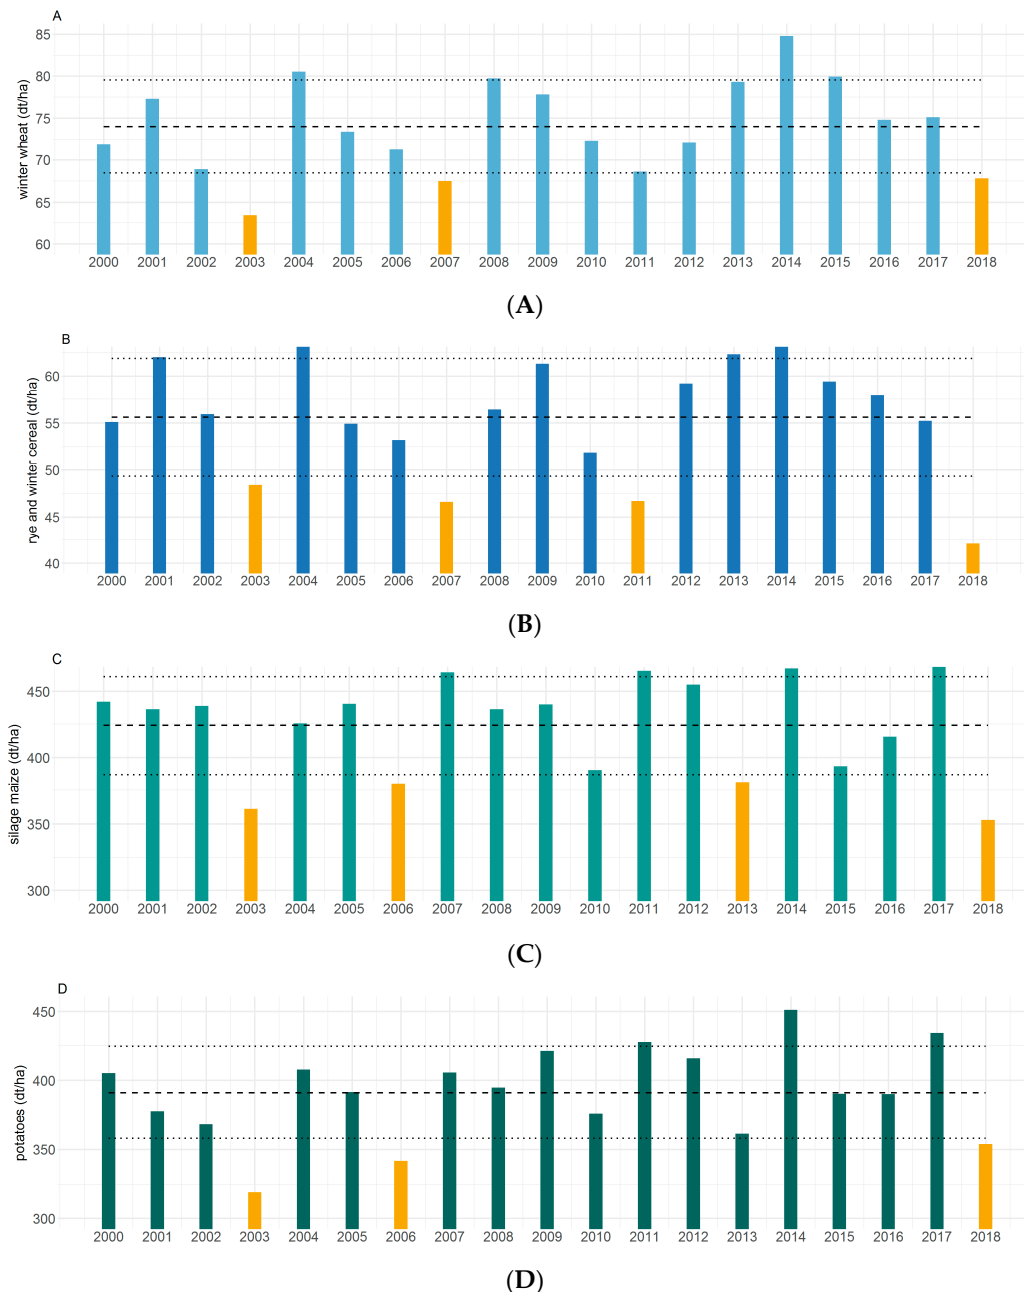 A
winter wheat (dt/ha)
85
80
75
70
65
60
2000 2001 2002 2003 2004 2005 2006 2007 2008 2009 2010 2011 2012 2013 2014 2015 2016 2017 2018
(A)
B
rye and winter cereal (dt/ha)
60
55
50
45
40
2000 2001 2002 2003 2004 2005 2006 2007 2008 2009 2010 2011 2012 2013 2014 2015 2016 2017 2018
(B)
C
silage maize (dt/ha)
450
400
350
300
2000 2001 2002 2003 2004 2005 2006 2007 2008 2009 2010 2011 2012 2013 2014 2015 2016 2017 2018
(C)
D
potatoes (dt/ha)
450
400
350
300
2000 2001 2002 2003 2004 2005 2006 2007 2008 2009 2010 2011 2012 2013 2014 2015 2016 2017 2018
(D)